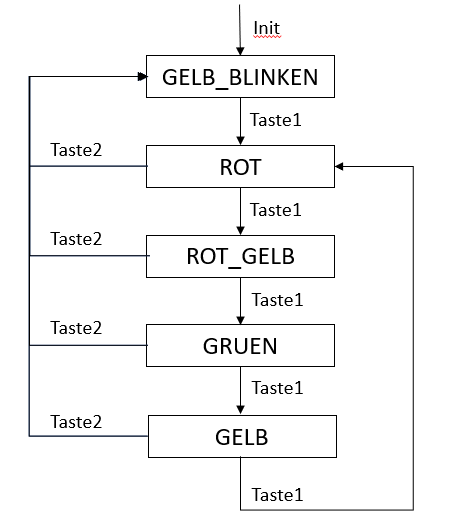 Init
GELB_BLINKEN
Taste1
Taste2
ROT
Taste1
Taste2
ROT_GELB
Taste1
Taste2
GRUEN
Taste1
Taste2
GELB
Taste1